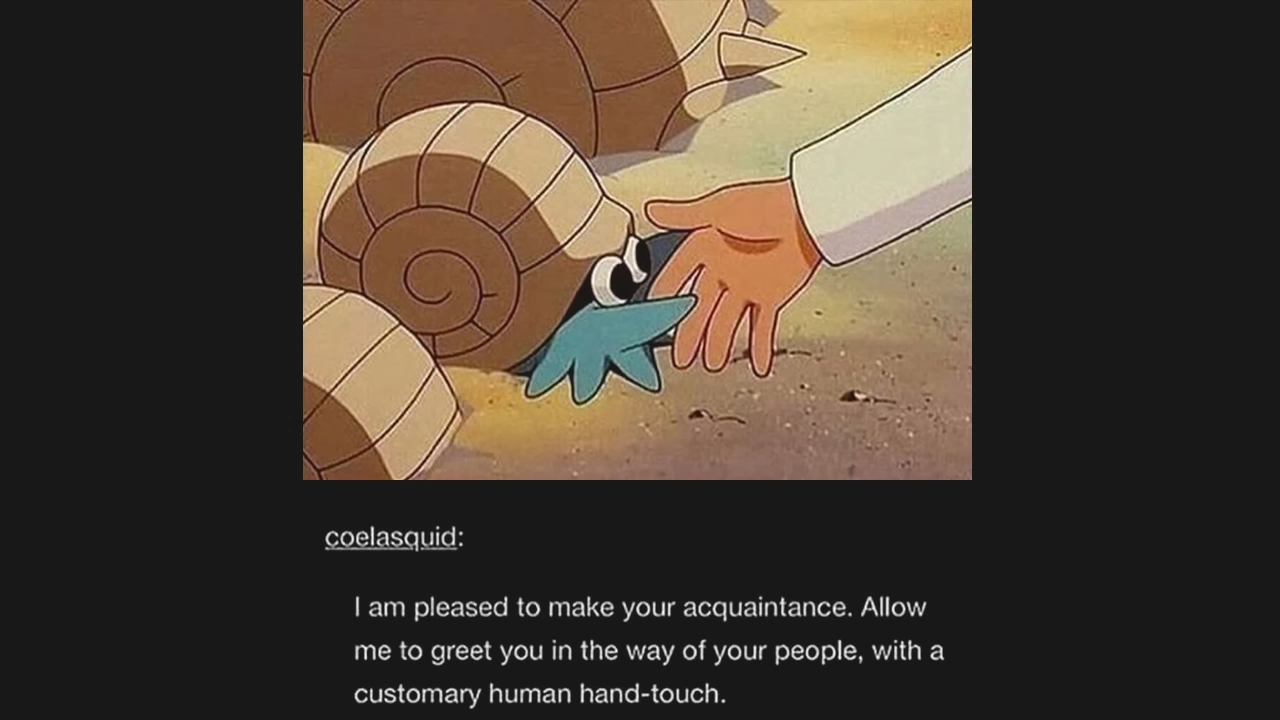 coelasquid:
I am pleased to make your acquaintance. Allow
me to greet you in the way of your people, with a
customary human hand-touch.